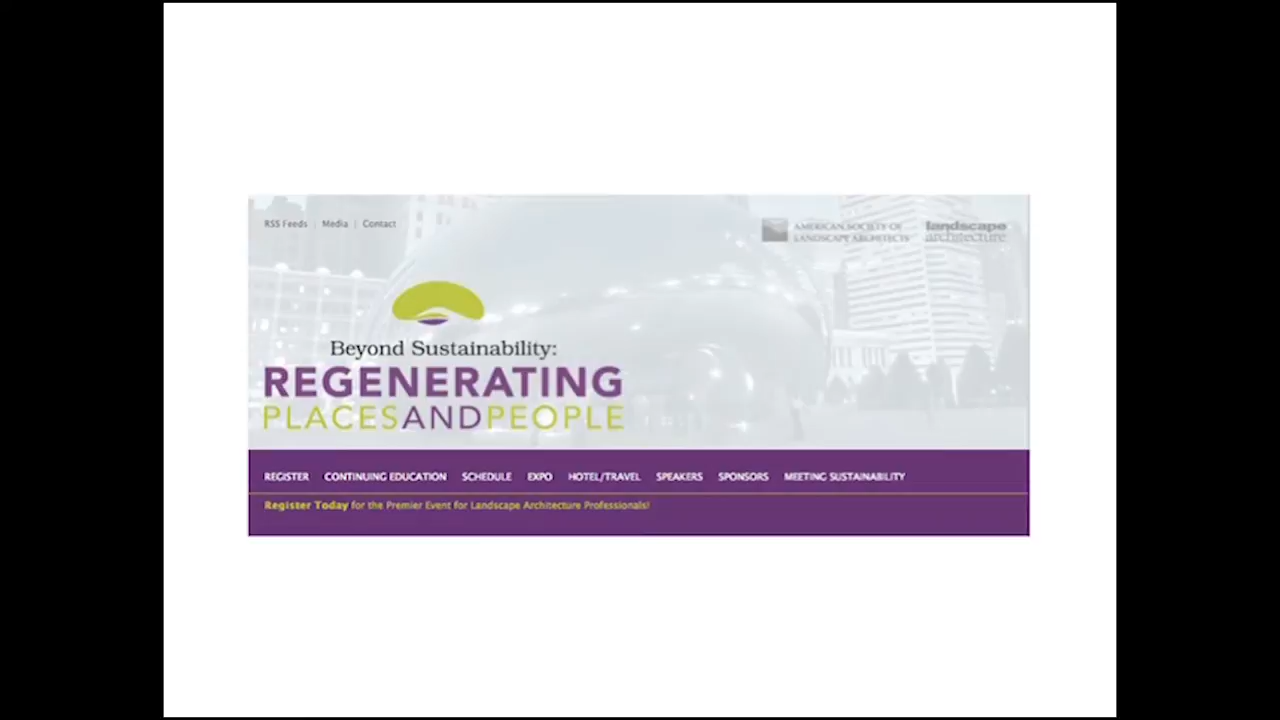 RSS Feeds | Media | Contact
AMERICAN SOCIETY OF
LANDSCAPE ARCHITECTS
landscape
architecture
Beyond Sustainability:
REGENERATING
PLACESANDPEOPLE
REGISTER CONTINUING EDUCATION SCHEDULE EXPO HOTEL/TRAVEL SPEAKERS SPONSORS MEETING SUSTAINABILITY
Register Today for the Premier Event for Landscape Architecture Professionals!